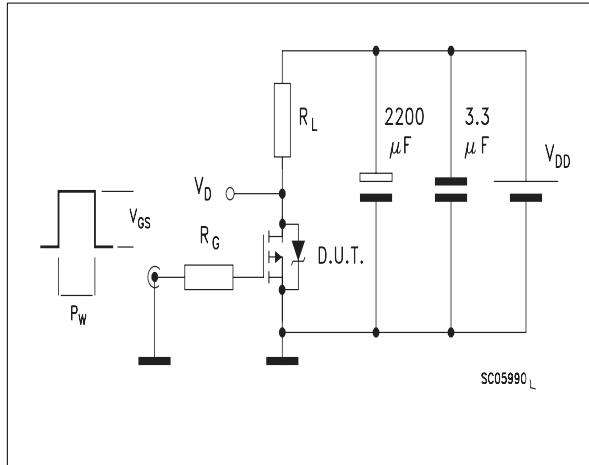 R_L
2200
μF
3.3
μF
V_DD
V_D
V_GS
R_G
D.U.T.
P_W
SC05990